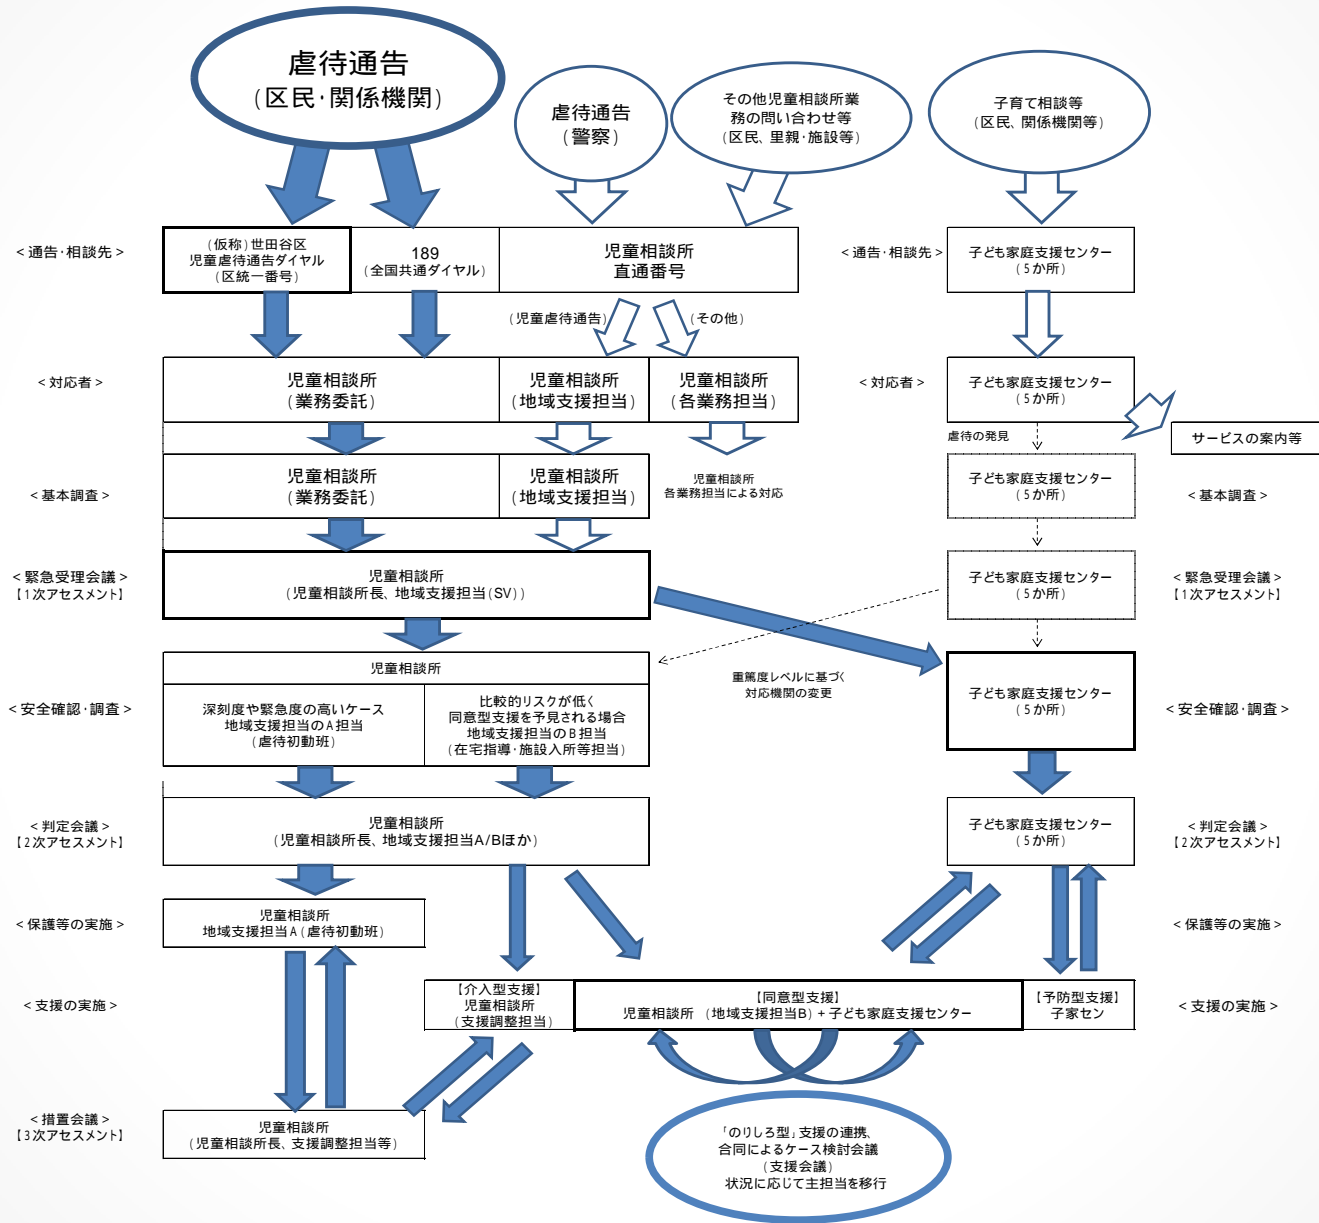 虐待通告
(区民･関係機関)
虐待通告
(警察)
その他児童相談所業
務の問い合わせ等
(区民、里親･施設等)
子育て相談等
(区民、関係機関等)
<通告･相談先>
(仮称)世田谷区
児童虐待通告ダイヤル
(区統一番号)
189
(全国共通ダイヤル)
児童相談所
直通番号
<通告･相談先>
子ども家庭支援センター
(5か所)
(児童虐待通告)
(その他)
<対応者>
児童相談所
(業務委託)
児童相談所
(地域支援担当)
児童相談所
(各業務担当)
<対応者>
子ども家庭支援センター
(5か所)
虐待の発見
サービスの案内等
<基本調査>
児童相談所
(業務委託)
児童相談所
(地域支援担当)
児童相談所
各業務担当による対応
子ども家庭支援センター
(5か所)
<基本調査>
<緊急受理会議>
【1次アセスメント】
児童相談所
(児童相談所長、地域支援担当(SV))
子ども家庭支援センター
(5か所)
<緊急受理会議>
【1次アセスメント】
児童相談所
重篤度レベルに基づく
対応機関の変更
<安全確認･調査>
深刻度や緊急度の高いケース
地域支援担当のA担当
(虐待初動班)
比較的リスクが低く
同意型支援を予見される場合
地域支援担当のB担当
(在宅指導･施設入所等担当)
子ども家庭支援センター
(5か所)
<安全確認･調査>
<判定会議>
【2次アセスメント】
児童相談所
(児童相談所長、地域支援担当A/Bほか)
子ども家庭支援センター
(5か所)
<判定会議>
【2次アセスメント】
<保護等の実施>
児童相談所
地域支援担当A(虐待初動班)
<保護等の実施>
<支援の実施>
【介入型支援】
児童相談所
(支援調整担当)
【同意型支援】
児童相談所 (地域支援担当B)+子ども家庭支援センター
【予防型支援】
子家セン
<支援の実施>
<措置会議>
【3次アセスメント】
児童相談所
(児童相談所長、支援調整担当等)
「のりしろ型」支援の連携、
合同によるケース検討会議
(支援会議)
状況に応じて主担当を移行